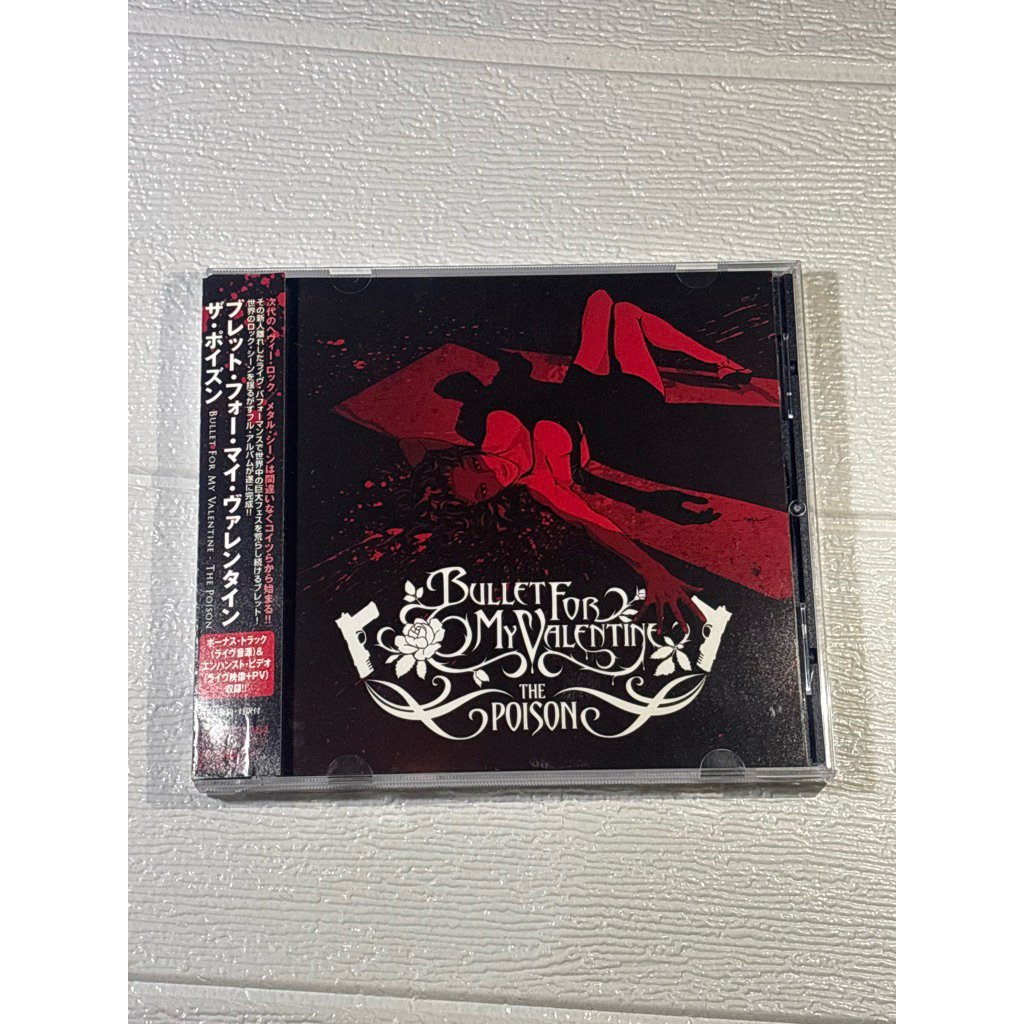 次代のヘヴィー・ロック／メタル・シーンは間違いなくコイツらから始まる!!
その新人離れしたライヴ・パフォーマンスで世界中の巨大フェスを荒らし続けるブレット！
世界のロック・シーンを揺るがすフル・アルバムが遂に完成!!
ブレット・フォー・マイ・ヴァレンタイン
ザ・ポイズン
BULLET FOR MY VALENTINE - THE POISON
ボーナス・トラック
(ライヴ音源)&
エンハンスト・ビデオ
(ライヴ映像+PV)
収録!!
BULLET FOR
MY VALENTINE
THE
POISON